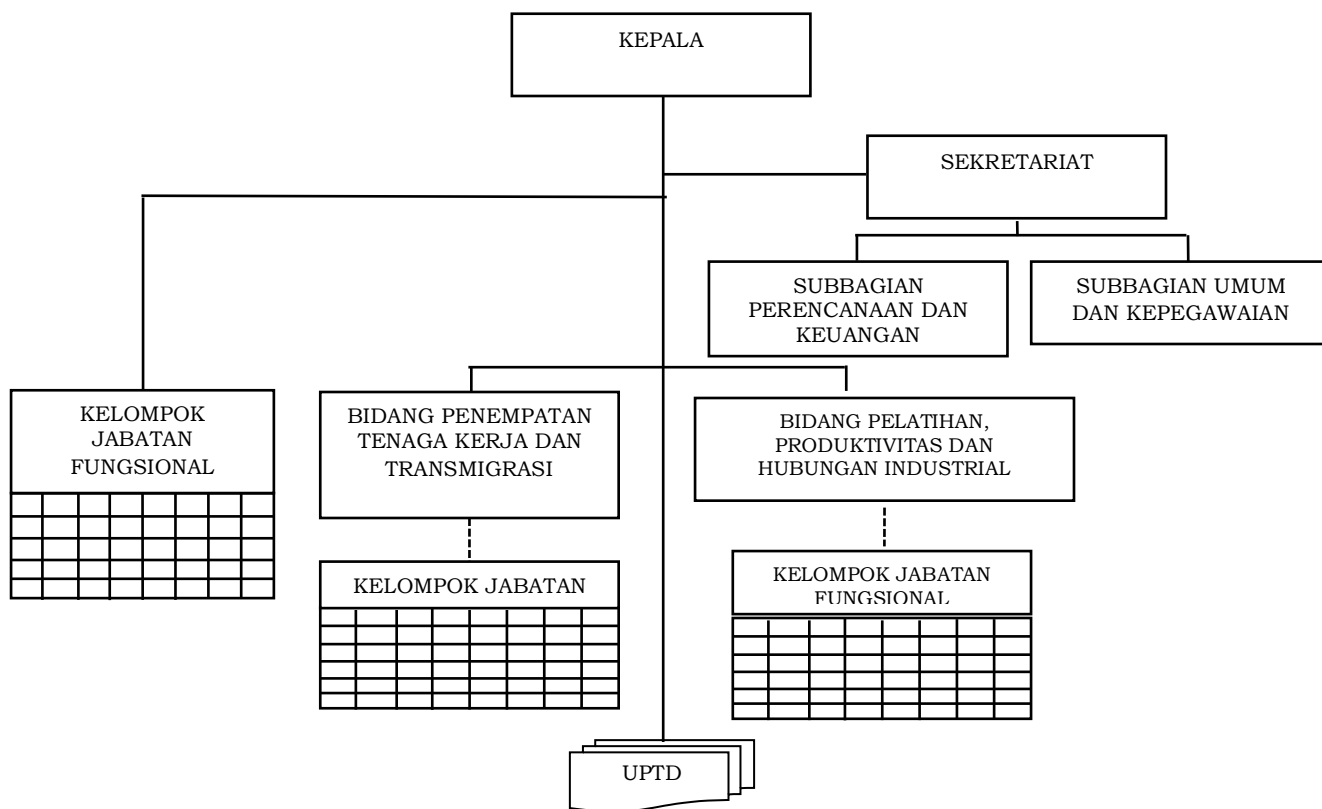 KEPALA
SEKRETARIAT
SUBBAGIAN
PERENCANAAN DAN
KEUANGAN
SUBBAGIAN UMUM
DAN KEPEGAWAIAN
KELOMPOK
JABATAN
FUNGSIONAL
BIDANG PENEMPATAN
TENAGA KERJA DAN
TRANSMIGRASI
BIDANG PELATIHAN,
PRODUKTIVITAS DAN
HUBUNGAN INDUSTRIAL
KELOMPOK JABATAN
KELOMPOK JABATAN
FUNGSIONAL
UPTD